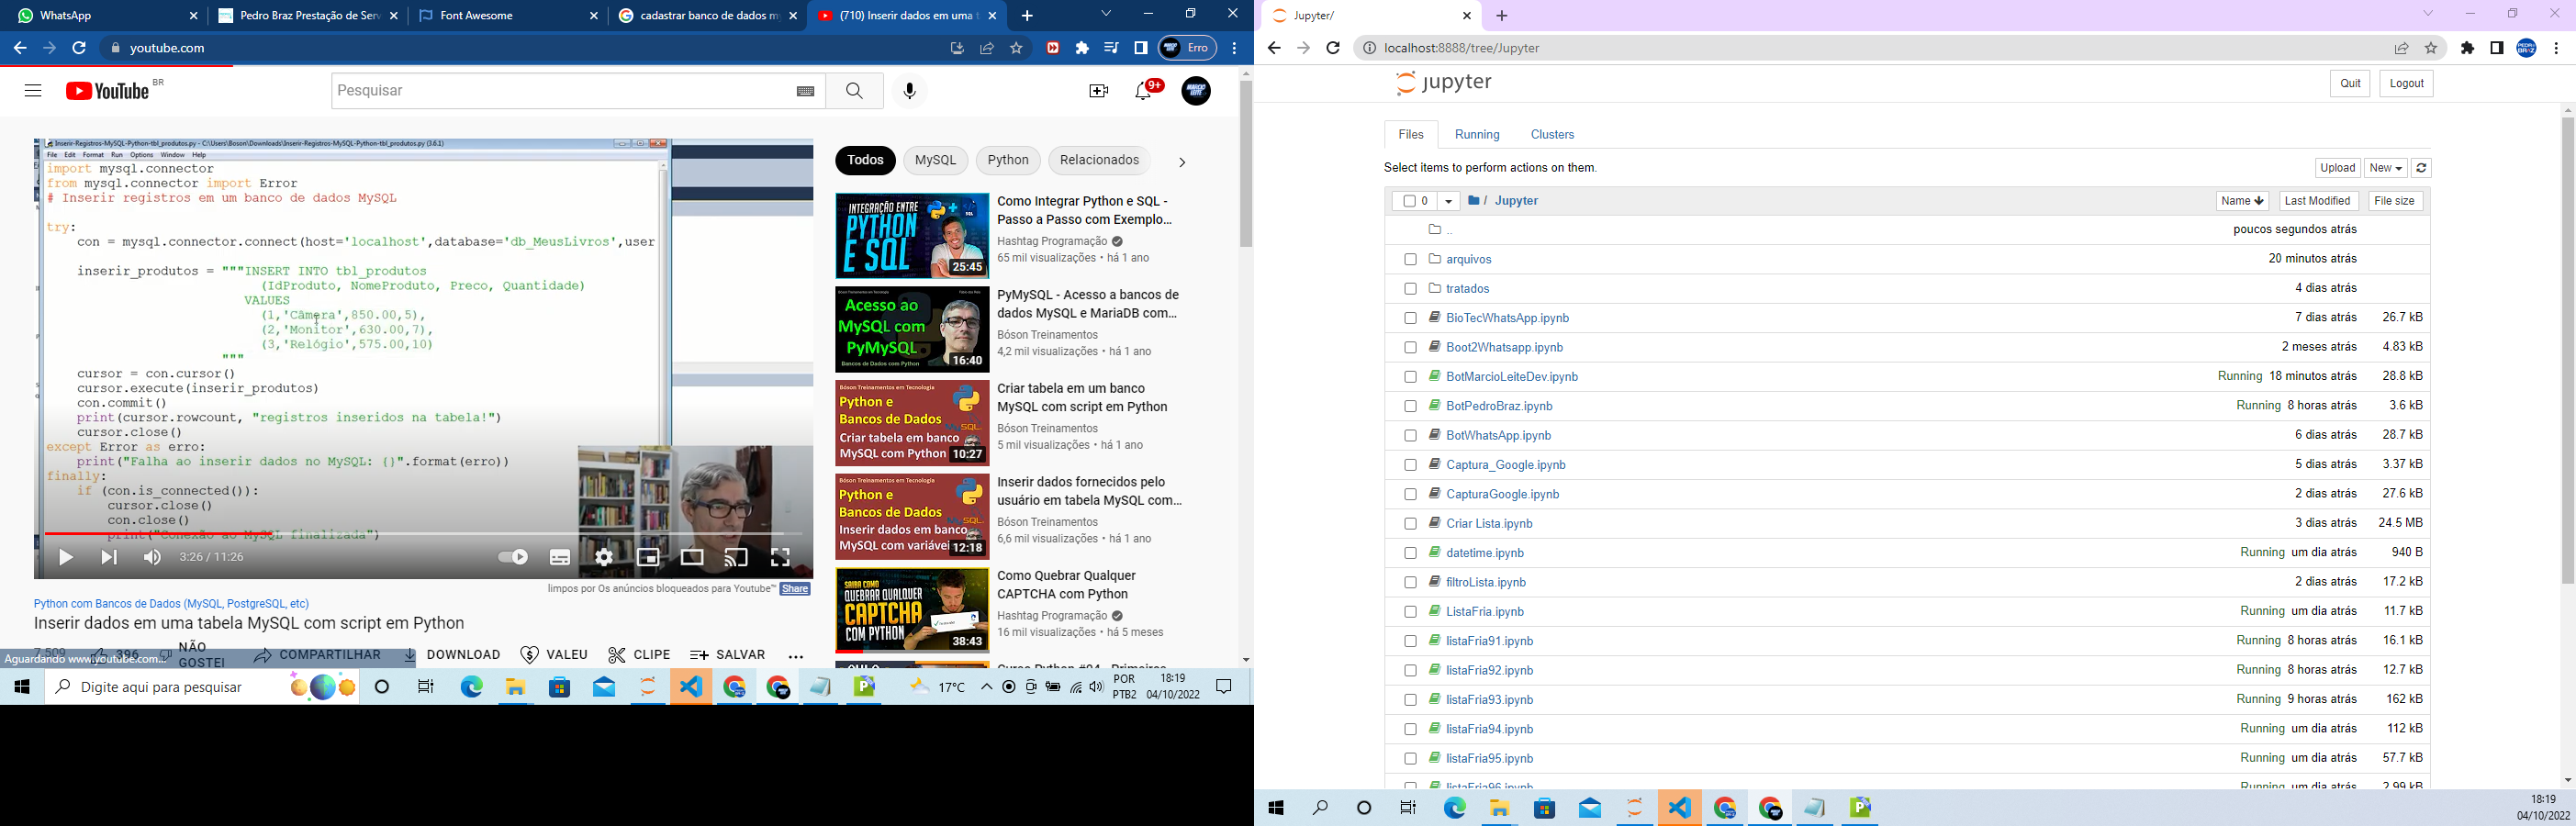 WhatsApp
Pedro Braz Prestação de Serv
Font Awesome
cadastrar banco de dados m
(710) Inserir dados em uma t
youtube.com
Erro
YouTube BR
Pesquisar
9+
Inserir-Registros-MySQL-Python-tbl_produtos.py - C:\Users\Boson\Downloads\Inserir-Registros-MySQL-Python-tbl_produtos.py (3.6.1)
File Edit Format Run Options Window Help
import mysql.connector
from mysql.connector import Error
# Inserir registros em um banco de dados MySQL
try:
con = mysql.connector.connect(host='localhost',database='db_MeusLivros',user
inserir_produtos = """INSERT INTO tbl_produtos
(IdProduto, NomeProduto, Preco, Quantidade)
VALUES
(1,'Câmera',850.00,5),
(2,'Monitor',630.00,7),
(3,'Relógio',575.00,10)
"""
cursor = con.cursor()
cursor.execute(inserir_produtos)
con.commit()
print(cursor.rowcount, "registros inseridos na tabela!")
cursor.close()
except Error as erro:
print("Falha ao inserir dados no MySQL: {}".format(erro))
finally:
if (con.is_connected()):
cursor.close()
con.close()
print("Conexão ao MySQL finalizada")
3:26 / 11:26
limpos por Os anúncios bloqueados para Youtube™ Share
Python com Bancos de Dados (MySQL, PostgreSQL, etc)
Inserir dados em uma tabela MySQL com script em Python
7.509
396
NÃO GOSTEI
COMPARTILHAR
DOWNLOAD
VALEU
CLIPE
SALVAR
Aguardando www.youtube.com...
Todos
MySQL
Python
Relacionados
INTEGRAÇÃO ENTRE
PYTHON
E SQL
25:45
Como Integrar Python e SQL -
Passo a Passo com Exemplo...
Hashtag Programação
65 mil visualizações • há 1 ano
Acesso ao
MySQL com
PyMySQL
Bancos de Dados com Python
16:40
PyMySQL - Acesso a bancos de
dados MySQL e MariaDB com...
Bóson Treinamentos
4,2 mil visualizações • há 1 ano
Bóson Treinamentos em Tecnologia
Python e
Bancos de Dados
Criar tabela em banco
MySQL com Python
10:27
Criar tabela em um banco
MySQL com script em Python
Bóson Treinamentos
5 mil visualizações • há 1 ano
Bóson Treinamentos em Tecnologia
Python e
Bancos de Dados
Inserir dados em banco
MySQL com variávei
12:18
Inserir dados fornecidos pelo
usuário em tabela MySQL com...
Bóson Treinamentos
6,6 mil visualizações • há 1 ano
SAIBA COMO
QUEBRAR QUALQUER
CAPTCHA
COM PYTHON
38:43
Como Quebrar Qualquer
CAPTCHA com Python
Hashtag Programação
16 mil visualizações • há 5 meses
Curso Python #04 - Primeiros
Digite aqui para pesquisar
17°C
POR
PTB2
18:19
04/10/2022
Jupyter/
localhost:8888/tree/Jupyter
jupyter
Quit
Logout
Files
Running
Clusters
Select items to perform actions on them.
Upload
New
0
/ Jupyter
Name
Last Modified
File size
.. poucos segundos atrás
arquivos 20 minutos atrás
tratados 4 dias atrás
BioTecWhatsApp.ipynb 7 dias atrás 26.7 kB
Boot2Whatsapp.ipynb 2 meses atrás 4.83 kB
BotMarcioLeiteDev.ipynb Running 18 minutos atrás 28.8 kB
BotPedroBraz.ipynb Running 8 horas atrás 3.6 kB
BotWhatsApp.ipynb 6 dias atrás 28.7 kB
Captura_Google.ipynb 5 dias atrás 3.37 kB
CapturaGoogle.ipynb 2 dias atrás 27.6 kB
Criar Lista.ipynb 3 dias atrás 24.5 MB
datetime.ipynb Running um dia atrás 940 B
filtroLista.ipynb 2 dias atrás 17.2 kB
ListaFria.ipynb Running um dia atrás 11.7 kB
listaFria91.ipynb Running 8 horas atrás 16.1 kB
listaFria92.ipynb Running 8 horas atrás 12.7 kB
listaFria93.ipynb Running 9 horas atrás 162 kB
listaFria94.ipynb Running um dia atrás 112 kB
listaFria95.ipynb Running um dia atrás 57.7 kB
listaFria96.ipynb Running um dia atrás 2.99 kB
18:19
04/10/2022